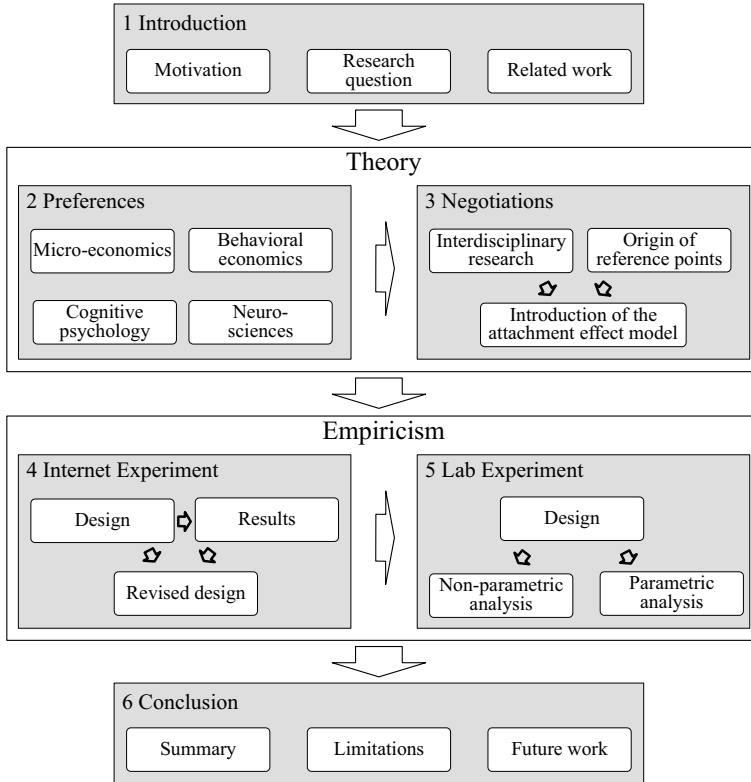 1 Introduction
Motivation
Research
question
Related work
Theory
2 Preferences
Micro-economics
Behavioral
economics
Cognitive
psychology
Neuro-
sciences
3 Negotiations
Interdisciplinary
research
Origin of
reference points
Introduction of the
attachment effect model
Empiricism
4 Internet Experiment
Design
Results
Revised design
5 Lab Experiment
Design
Non-parametric
analysis
Parametric
analysis
6 Conclusion
Summary
Limitations
Future work